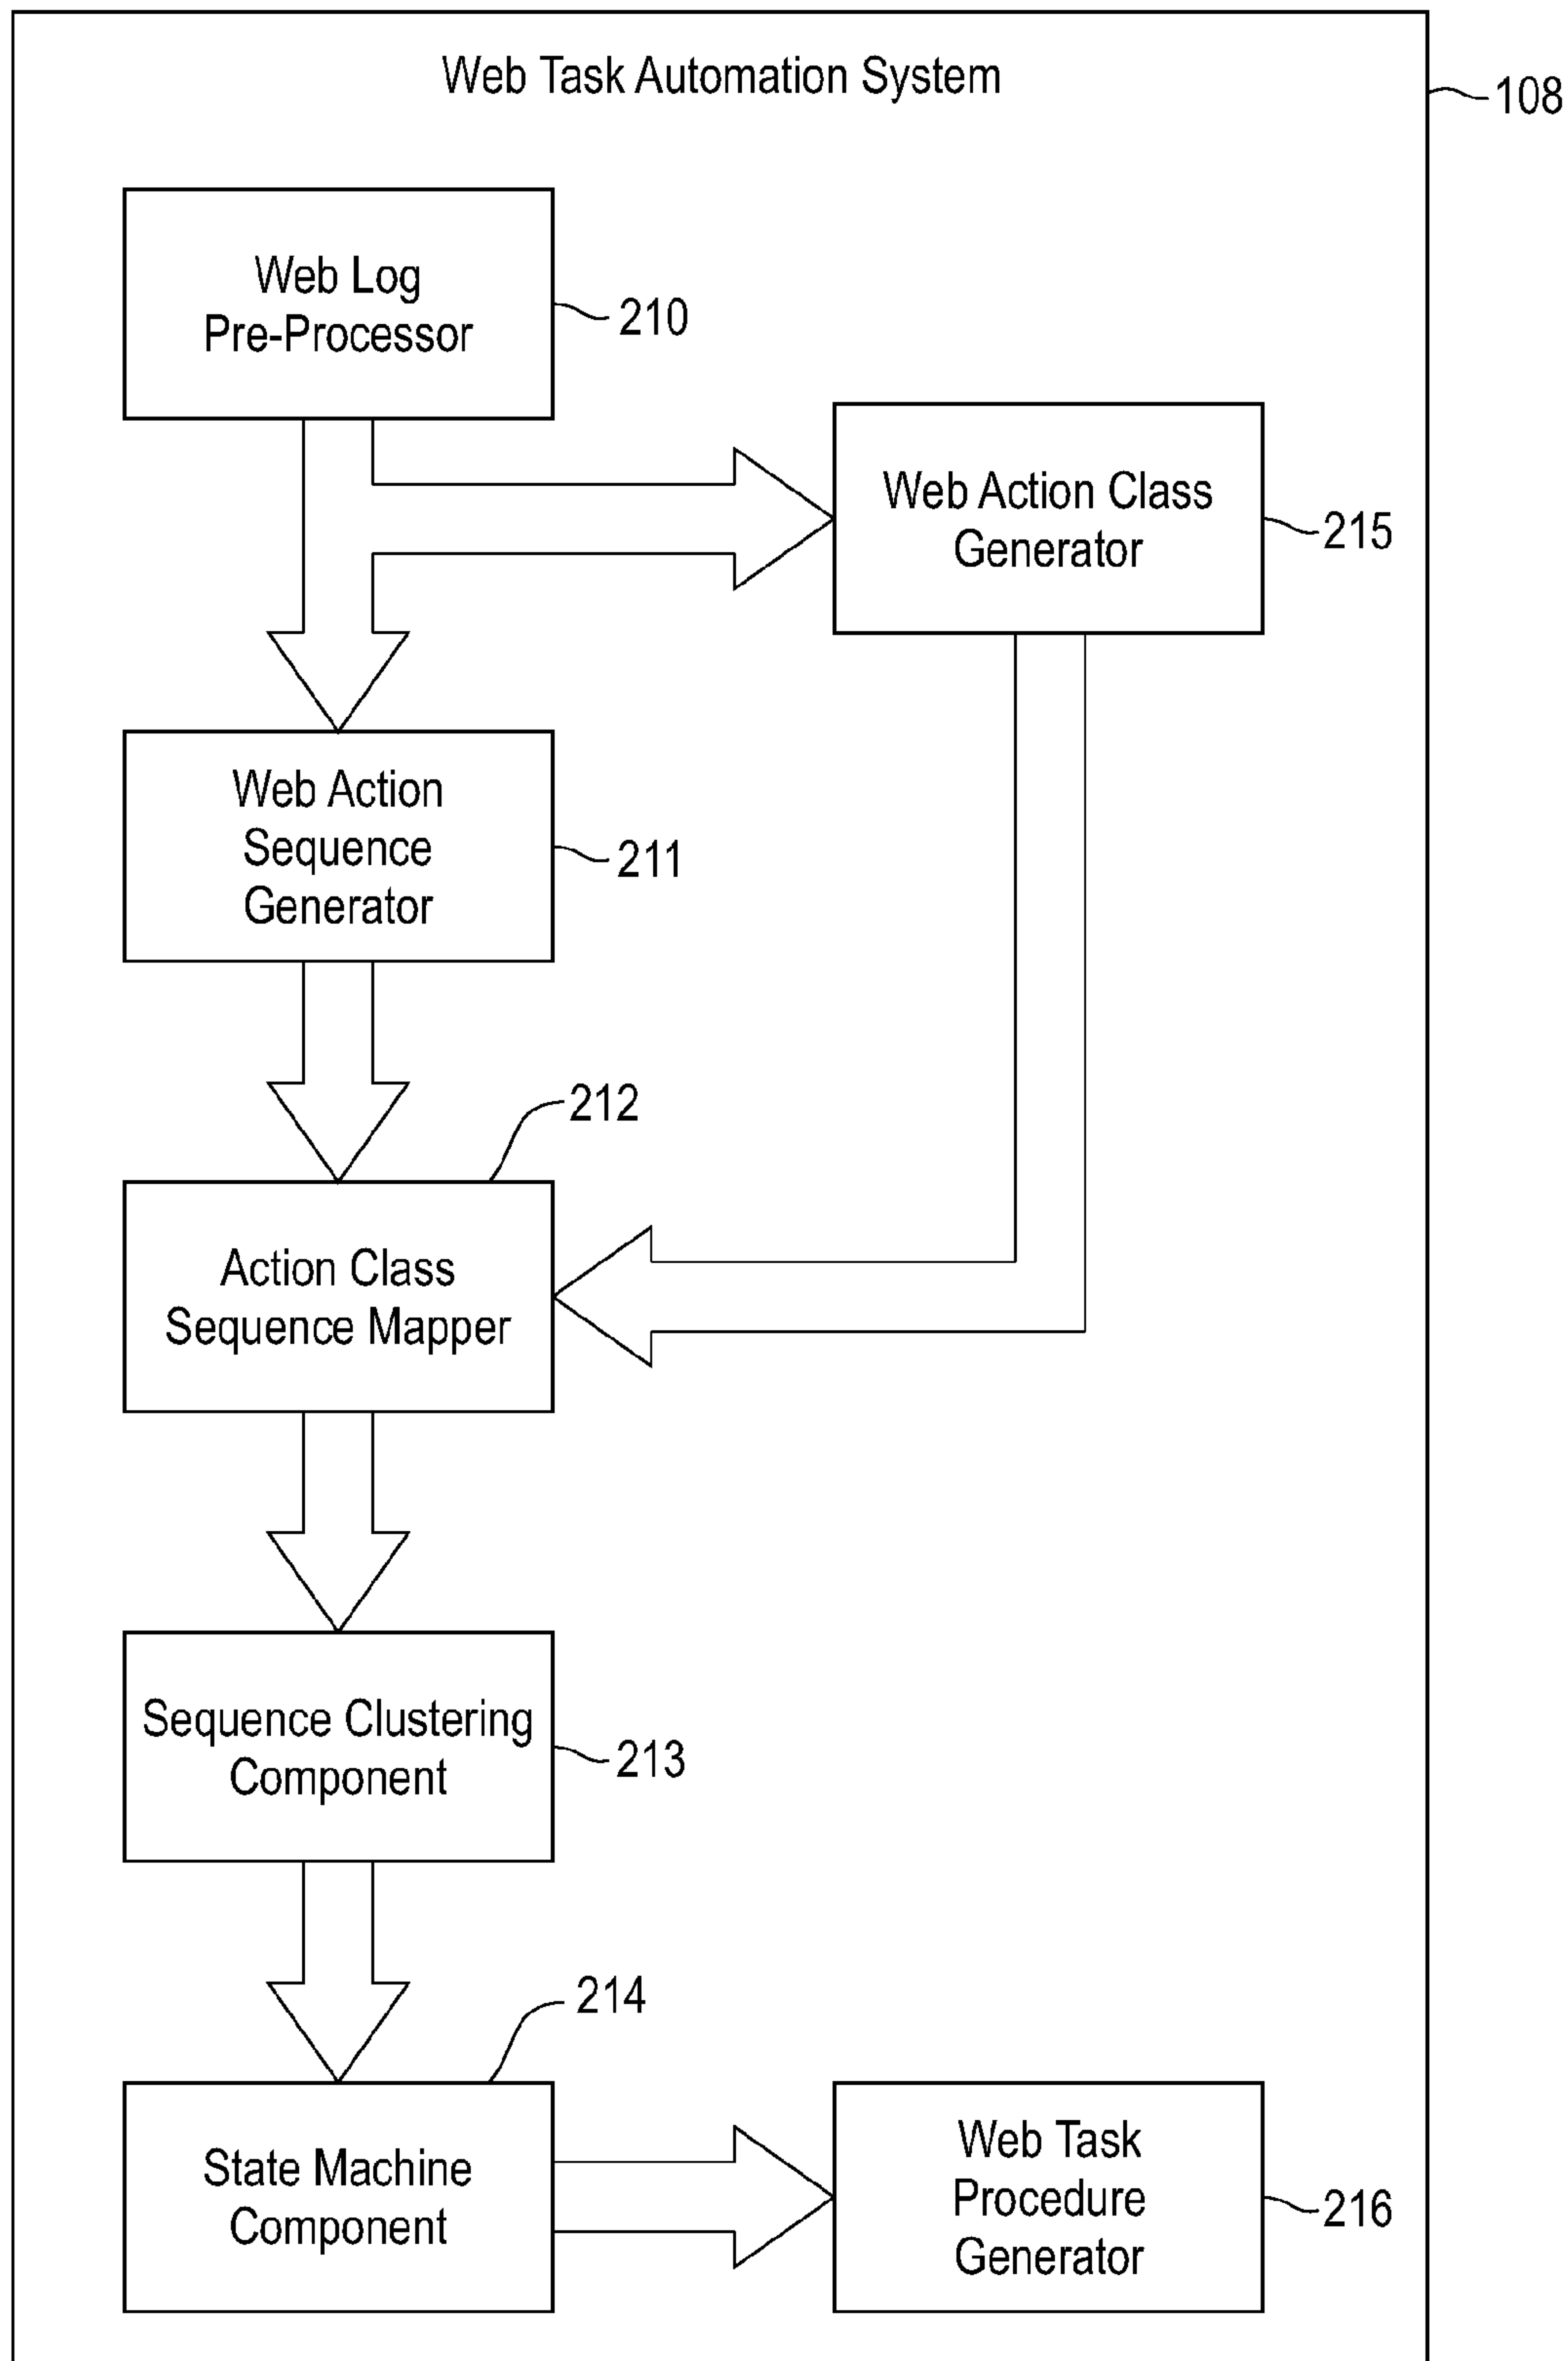 Web Task Automation System
108
Web Log
Pre-Processor
210
Web Action Class
Generator
215
Web Action
Sequence
Generator
211
212
Action Class
Sequence Mapper
Sequence Clustering
Component
213
214
State Machine
Component
Web Task
Procedure
Generator
216